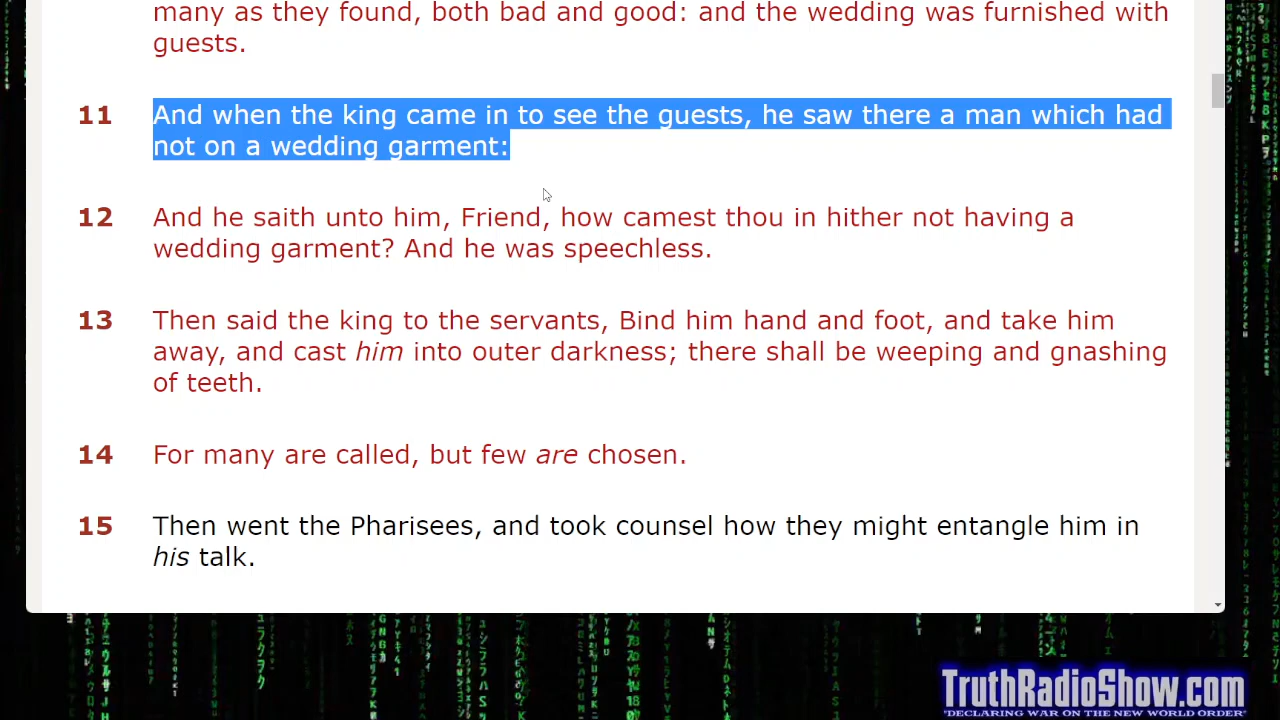 many as they found, both bad and good: and the wedding was furnished with
guests.
11 And when the king came in to see the guests, he saw there a man which had
not on a wedding garment:
12 And he saith unto him, Friend, how camest thou in hither not having a
wedding garment? And he was speechless.
13 Then said the king to the servants, Bind him hand and foot, and take him
away, and cast him into outer darkness; there shall be weeping and gnashing
of teeth.
14 For many are called, but few are chosen.
15 Then went the Pharisees, and took counsel how they might entangle him in
his talk.
TruthRadioShow.com
"DECLARING WAR ON THE NEW WORLD ORDER"